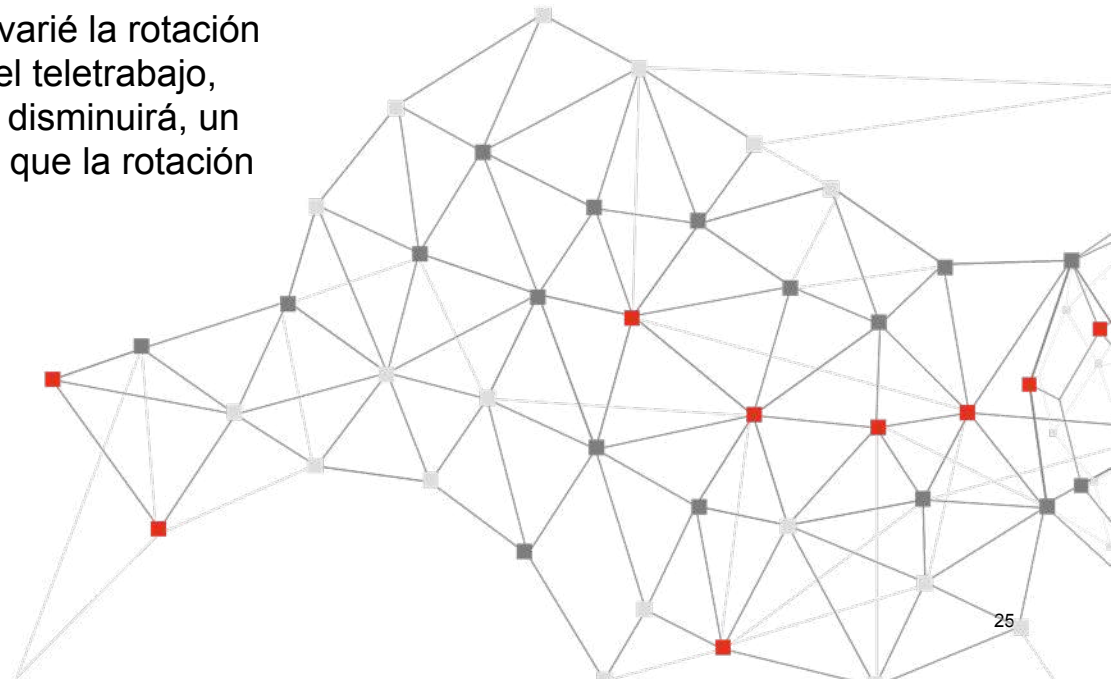 varié la rotación
el teletrabajo,
disminuirá, un
que la rotación
25